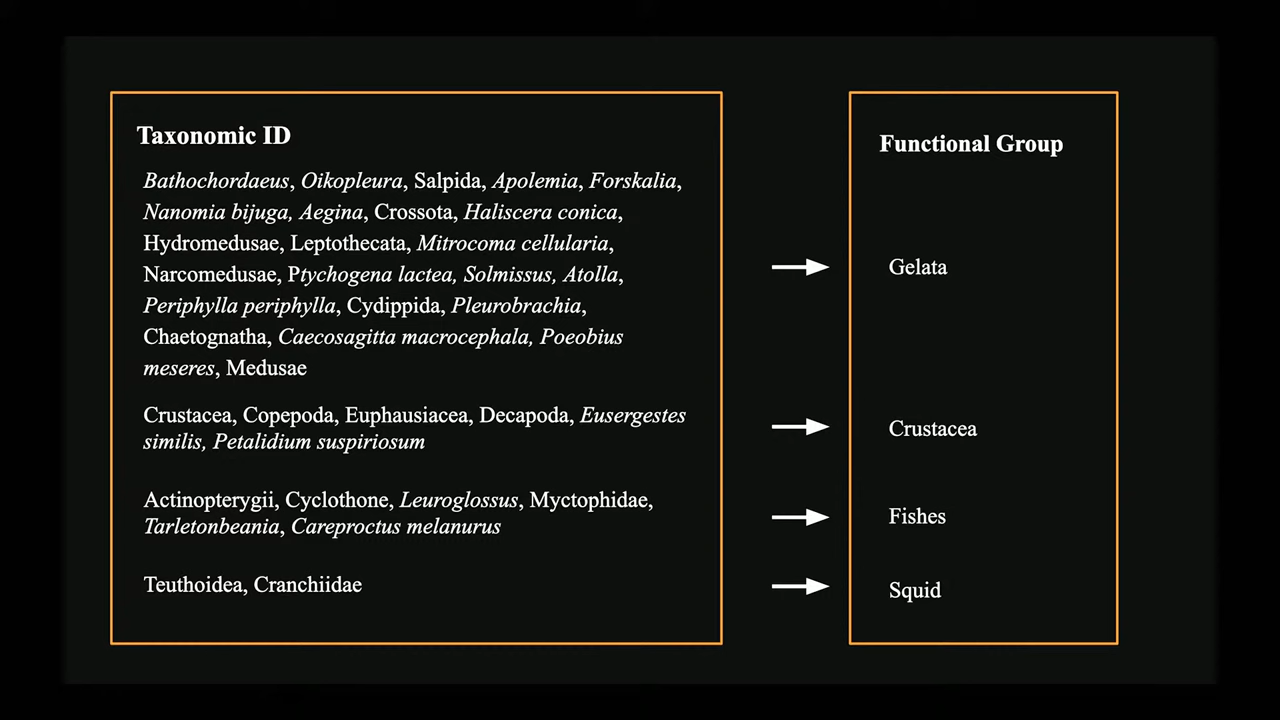 Taxonomic ID
Bathochordaeus, Oikopleura, Salpida, Apolemia, Forskalia,
Nanomia bijuga, Aegina, Crossota, Haliscera conica,
Hydromedusae, Leptothecata, Mitrocoma cellularia,
Narcomedusae, Ptychogena lactea, Solmissus, Atolla,
Periphylla periphylla, Cydippida, Pleurobrachia,
Chaetognatha, Caecosagitta macrocephala, Poeobius
meseres, Medusae
Crustacea, Copepoda, Euphausiacea, Decapoda, Eusergestes
similis, Petalidium suspiriosum
Actinopterygii, Cyclothone, Leuroglossus, Myctophidae,
Tarletonbeania, Careproctus melanurus
Teuthoidea, Cranchiidae
Functional Group
Gelata
Crustacea
Fishes
Squid